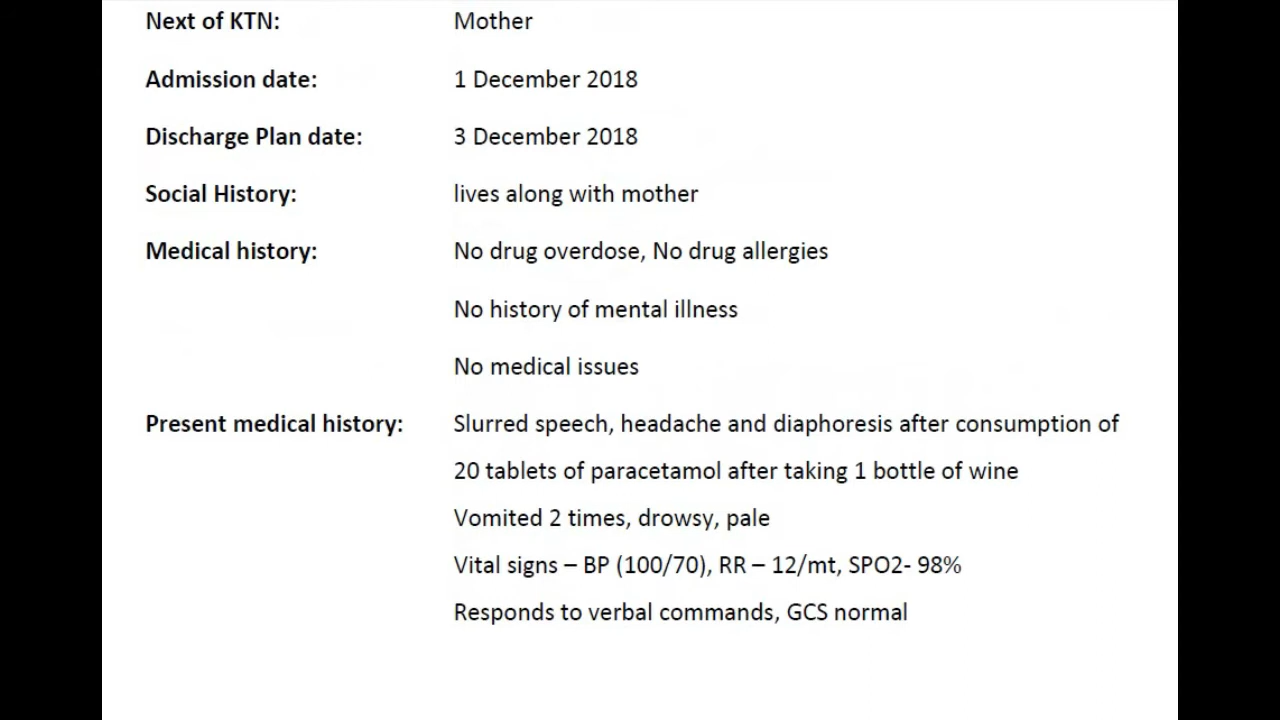 Next of KTN: Mother
Admission date: 1 December 2018
Discharge Plan date: 3 December 2018
Social History: lives along with mother
Medical history: No drug overdose, No drug allergies
No history of mental illness
No medical issues
Present medical history: Slurred speech, headache and diaphoresis after consumption of
20 tablets of paracetamol after taking 1 bottle of wine
Vomited 2 times, drowsy, pale
Vital signs – BP (100/70), RR – 12/mt, SPO2- 98%
Responds to verbal commands, GCS normal